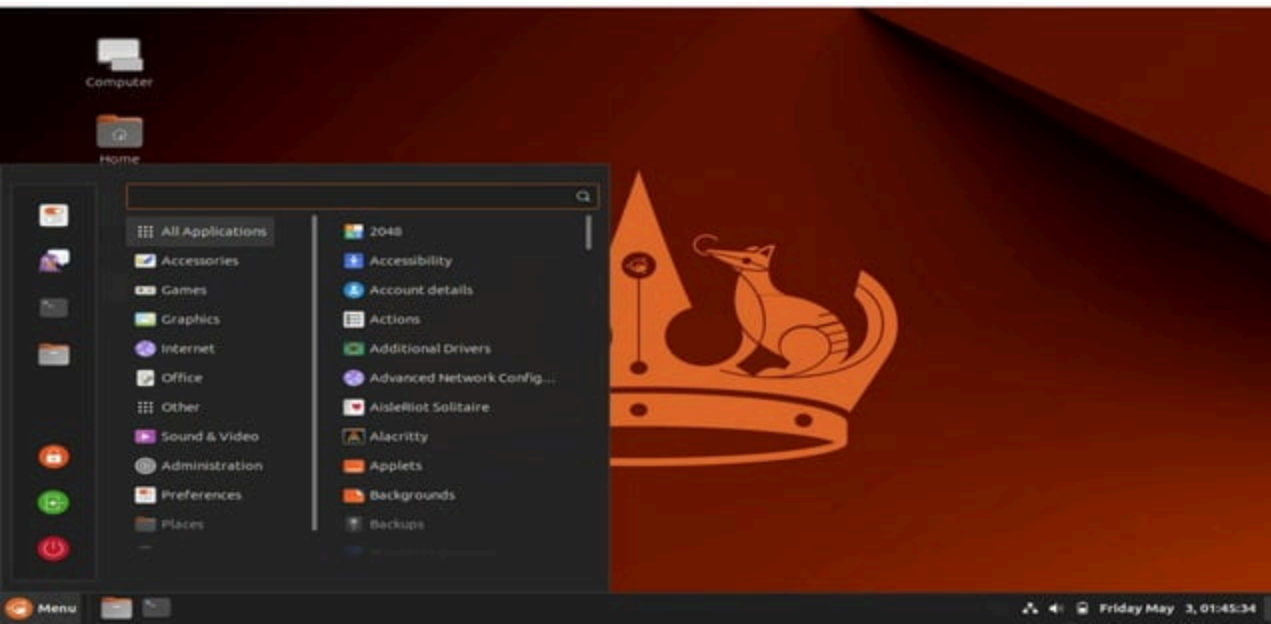 Computer
Home
All Applications
Accessories
Games
Graphics
Internet
Office
Other
Sound & Video
Administration
Preferences
Places
2048
Accessibility
Account details
Actions
Additional Drivers
Advanced Network Config...
AisleRiot Solitaire
Alacritty
Applets
Backgrounds
Backups
Menu
Friday May 3, 01:45:34